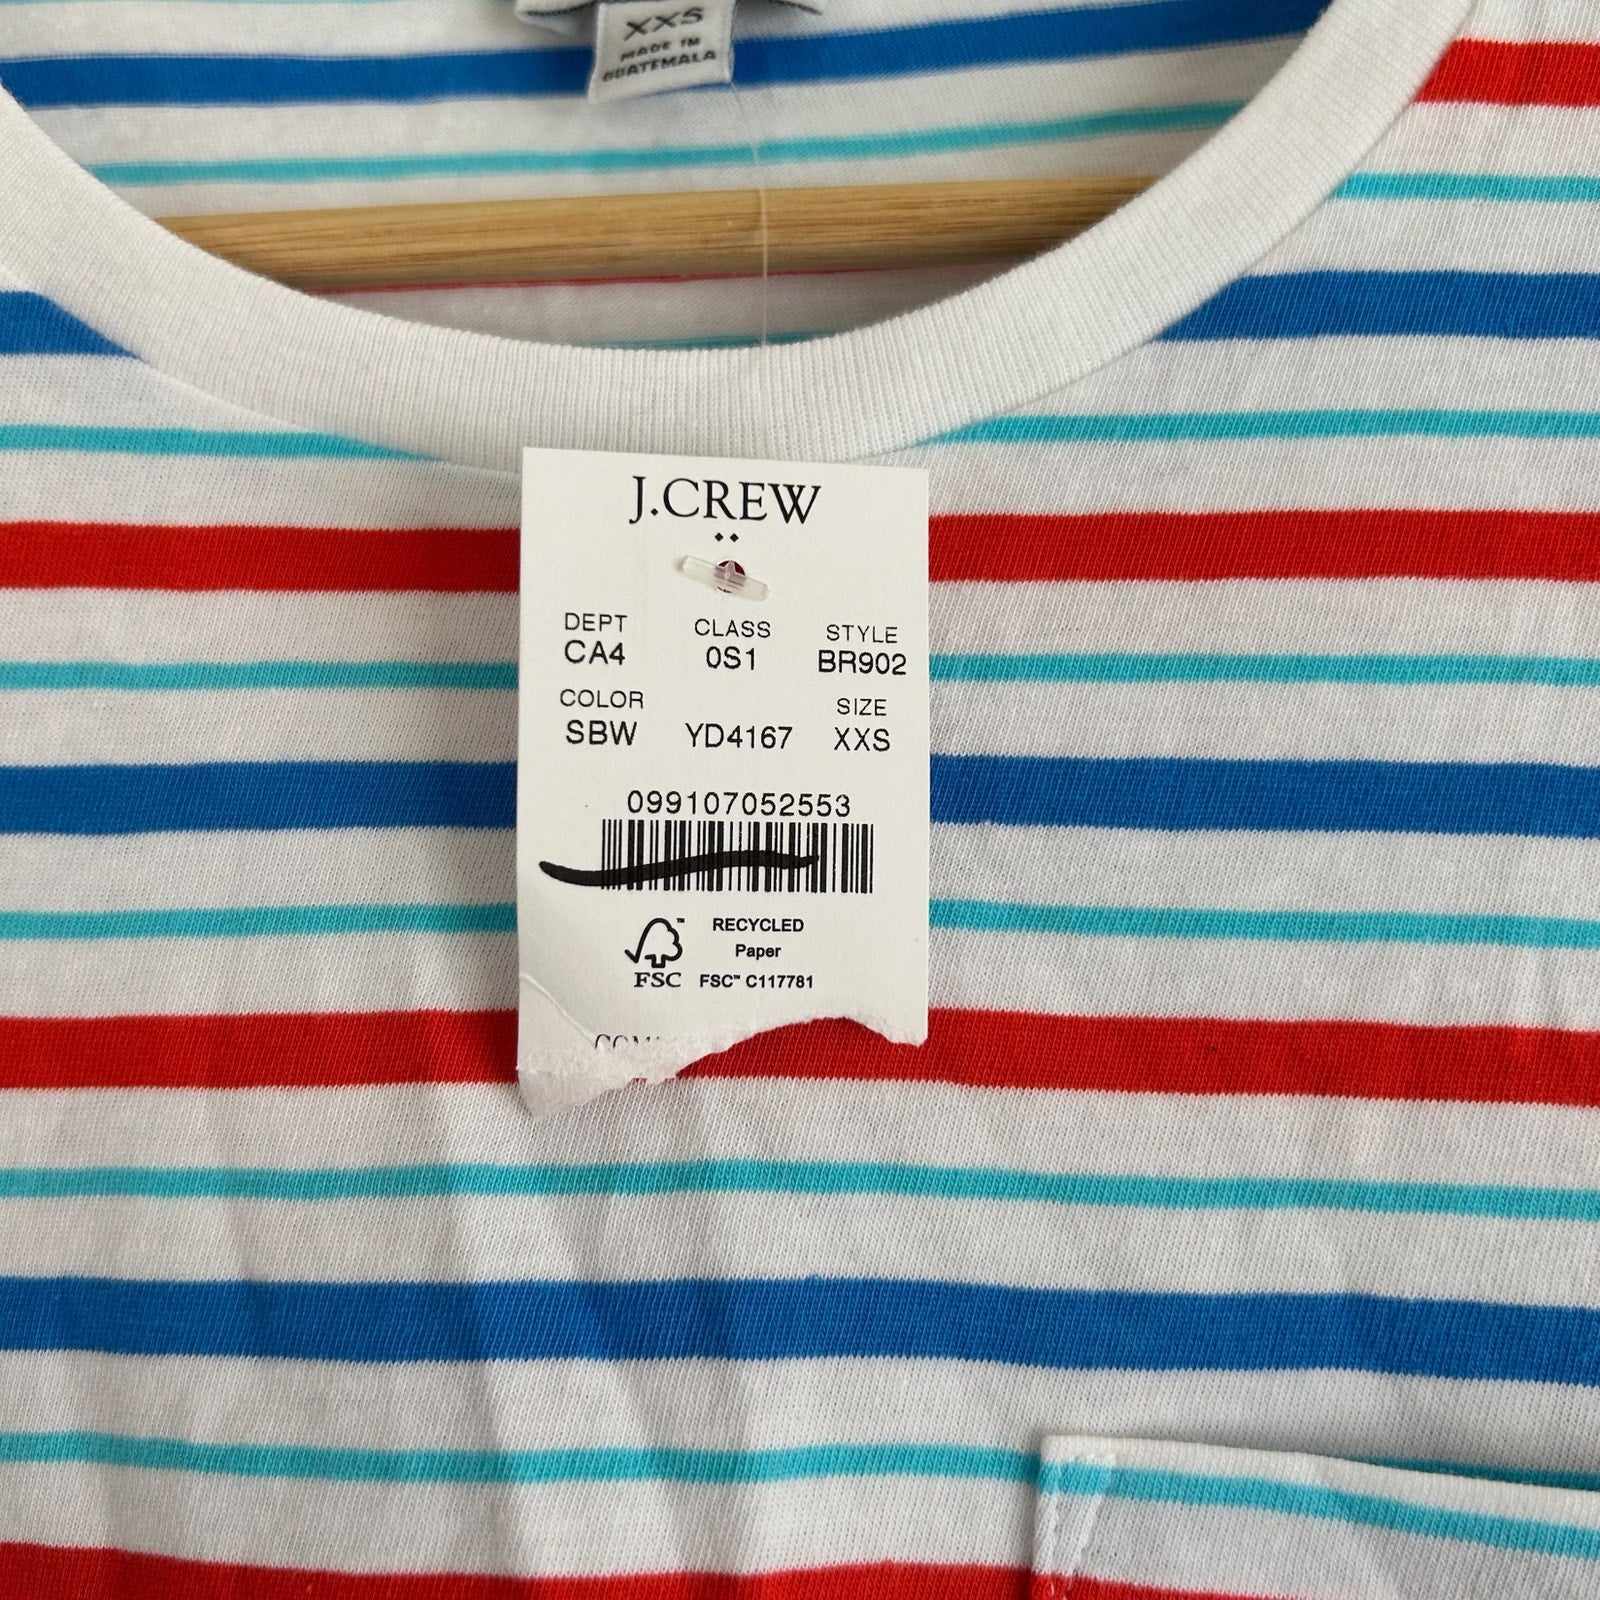 XXS
MADE IN
GUATEMALA
J.CREW
DEPT CLASS STYLE
CA4 0S1 BR902
COLOR SIZE
SBW YD4167 XXS
099107052553
RECYCLED
Paper
FSC FSC™ C117781